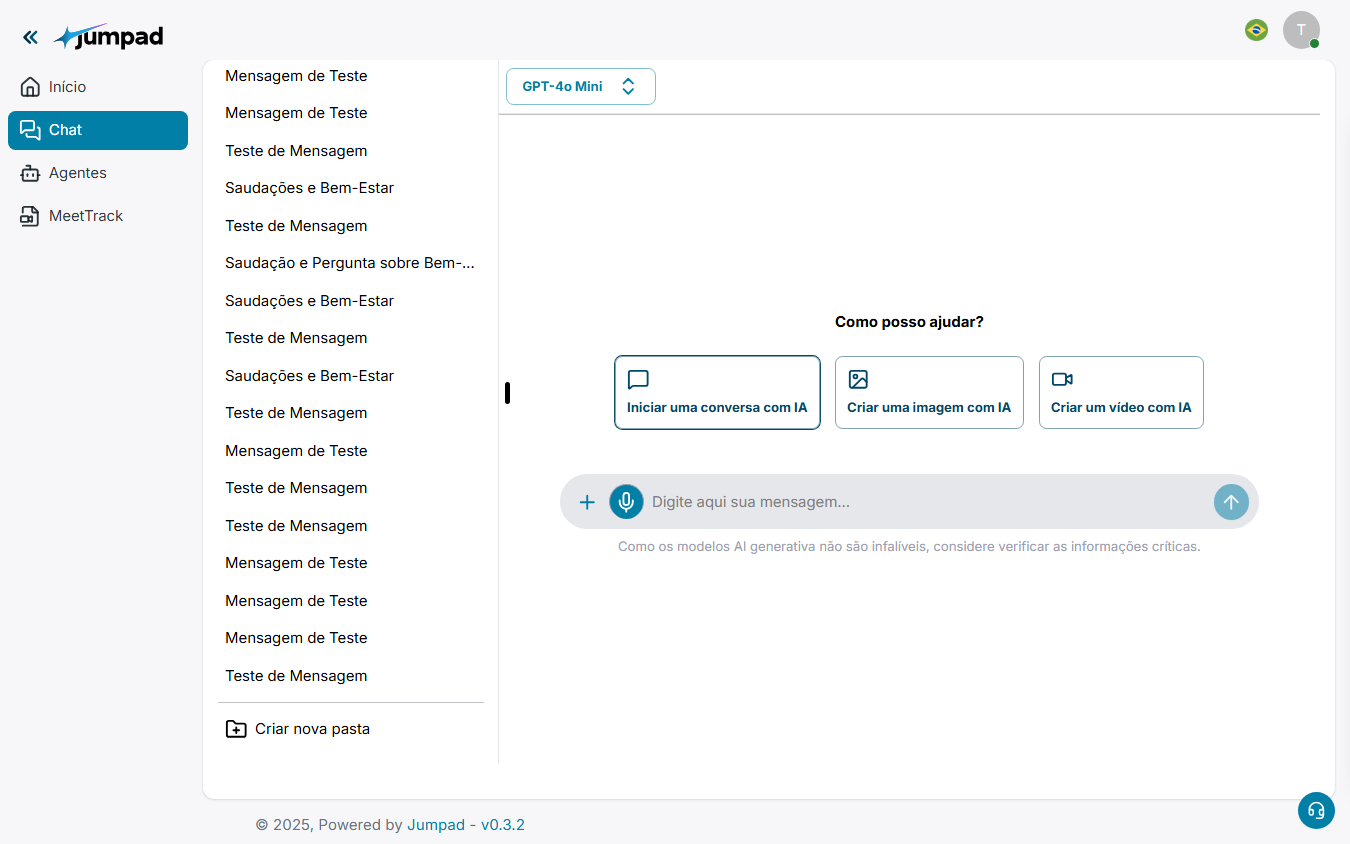 jumpad
T
Início
Chat
Agentes
MeetTrack
Mensagem de Teste
Mensagem de Teste
Teste de Mensagem
Saudações e Bem-Estar
Teste de Mensagem
Saudação e Pergunta sobre Bem-...
Saudações e Bem-Estar
Teste de Mensagem
Saudações e Bem-Estar
Teste de Mensagem
Mensagem de Teste
Teste de Mensagem
Teste de Mensagem
Mensagem de Teste
Mensagem de Teste
Mensagem de Teste
Teste de Mensagem
Criar nova pasta
GPT-4o Mini
Como posso ajudar?
Iniciar uma conversa com IA
Criar uma imagem com IA
Criar um vídeo com IA
Digite aqui sua mensagem...
Como os modelos AI generativa não são infalíveis, considere verificar as informações críticas.
© 2025, Powered by Jumpad - v0.3.2